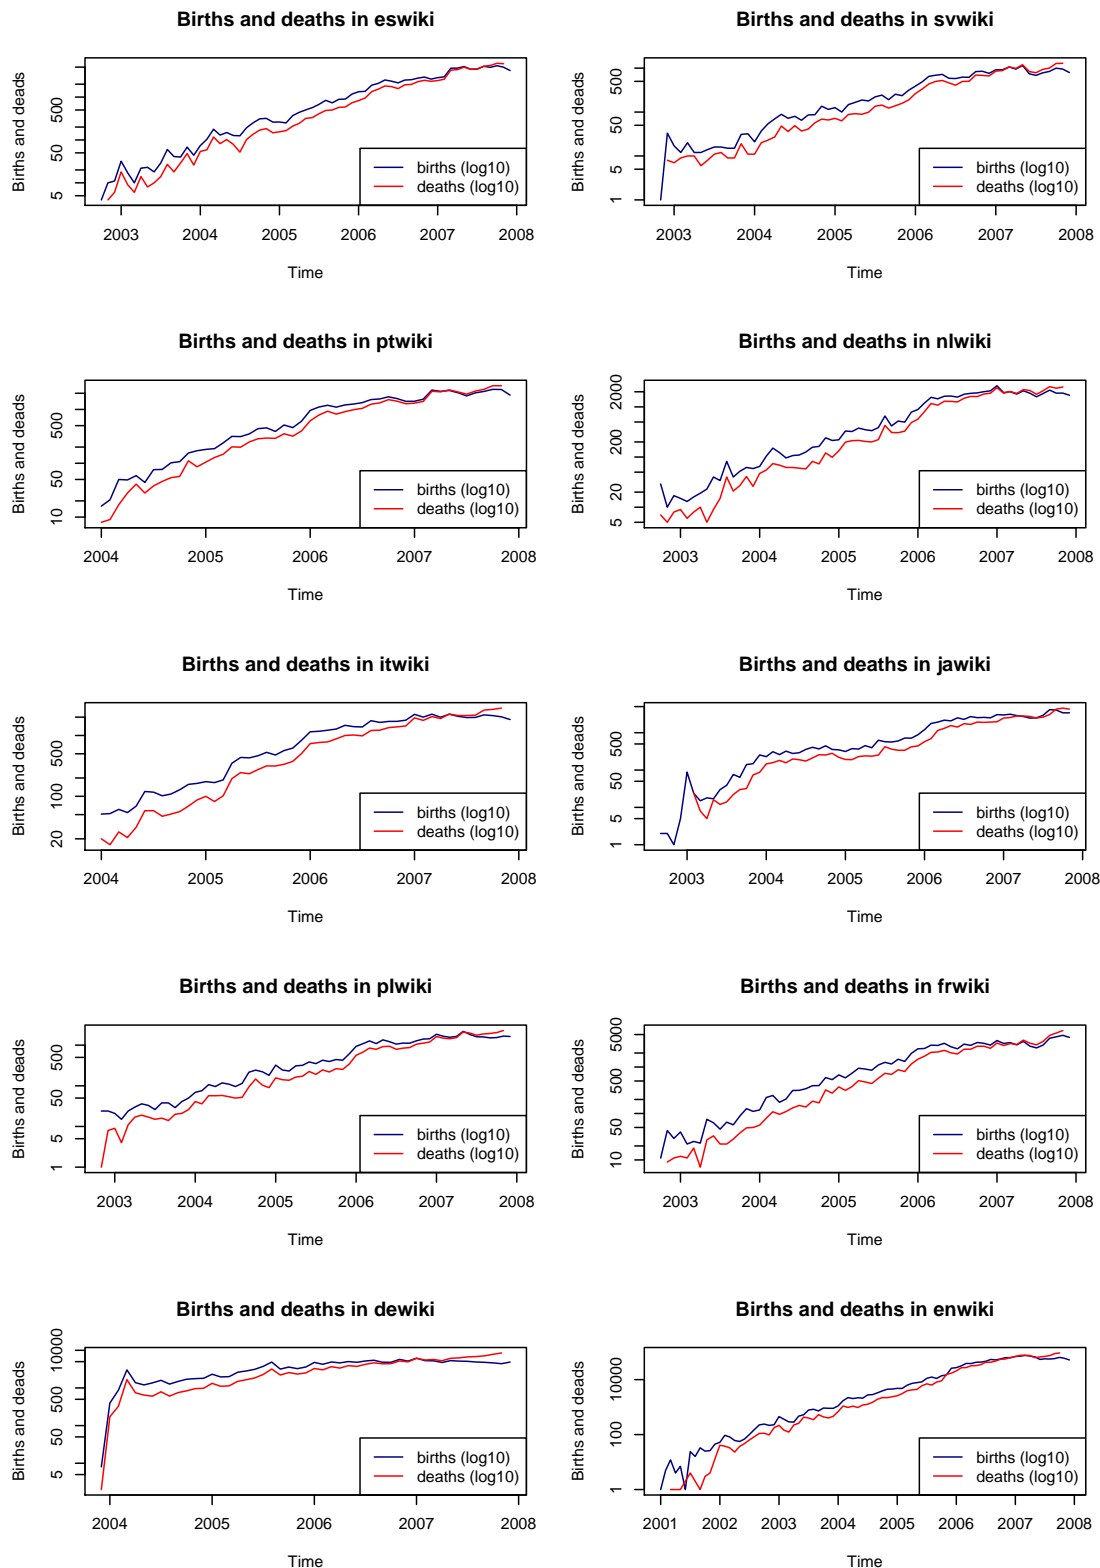 Births and deaths in eswiki
Births and deads
500
50
5
births (log10)
deaths (log10)
2003 2004 2005 2006 2007 2008
Time
Births and deaths in svwiki
Births and deads
500
50
5
1
births (log10)
deaths (log10)
2003 2004 2005 2006 2007 2008
Time
Births and deaths in ptwiki
Births and deads
500
50
10
births (log10)
deaths (log10)
2004 2005 2006 2007 2008
Time
Births and deaths in nlwiki
Births and deads
2000
200
20
5
births (log10)
deaths (log10)
2003 2004 2005 2006 2007 2008
Time
Births and deaths in itwiki
Births and deads
500
100
20
births (log10)
deaths (log10)
2004 2005 2006 2007 2008
Time
Births and deaths in jawiki
Births and deads
500
50
5
1
births (log10)
deaths (log10)
2003 2004 2005 2006 2007 2008
Time
Births and deaths in plwiki
Births and deads
500
50
5
1
births (log10)
deaths (log10)
2003 2004 2005 2006 2007 2008
Time
Births and deaths in frwiki
Births and deads
5000
500
50
10
births (log10)
deaths (log10)
2003 2004 2005 2006 2007 2008
Time
Births and deaths in dewiki
Births and deads
10000
500
50
5
births (log10)
deaths (log10)
2004 2005 2006 2007 2008
Time
Births and deaths in enwiki
Births and deads
10000
100
1
births (log10)
deaths (log10)
2001 2002 2003 2004 2005 2006 2007 2008
Time